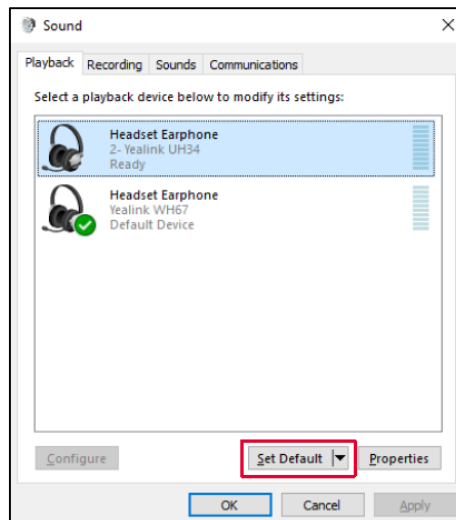 Sound
Playback Recording Sounds Communications
Select a playback device below to modify its settings:
Headset Earphone
2- Yealink UH34
Ready
Headset Earphone
Yealink WH67
Default Device
Configure Set Default Properties
OK Cancel Apply